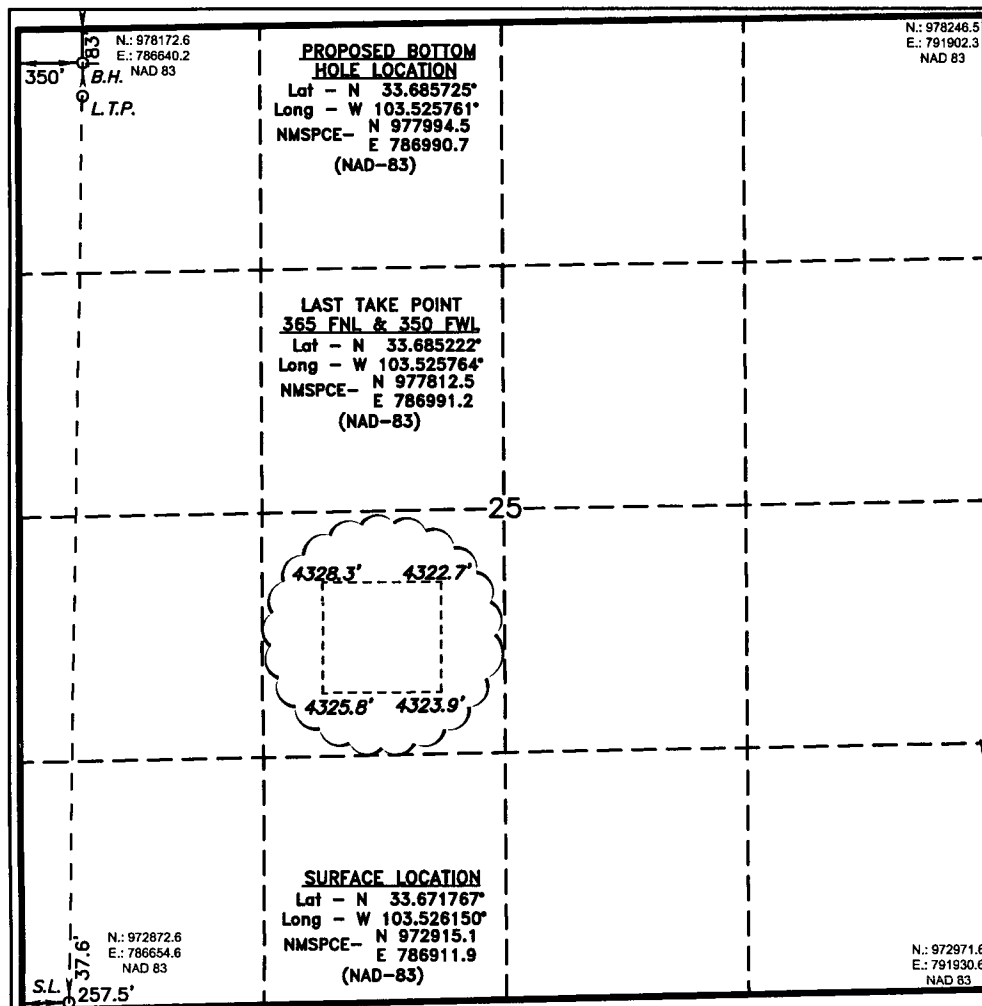 83'
N.: 978172.6
E.: 786640.2
NAD 83
350'
B.H.
L.T.P.
PROPOSED BOTTOM
HOLE LOCATION
Lat - N 33.685725°
Long - W 103.525761°
NMSPCE- N 977994.5
E 786990.7
(NAD-83)
N.: 978246.5
E.: 791902.3
NAD 83
LAST TAKE POINT
365 FNL & 350 FWL
Lat - N 33.685222°
Long - W 103.525764°
NMSPCE- N 977812.5
E 786991.2
(NAD-83)
25
4328.3' 4322.7'
4325.8' 4323.9'
SURFACE LOCATION
Lat - N 33.671767°
Long - W 103.526150°
NMSPCE- N 972915.1
E 786911.9
(NAD-83)
N.: 972872.6
E.: 786654.6
NAD 83
37.6'
S.L.
257.5'
N.: 972971.6
E.: 791930.6
NAD 83